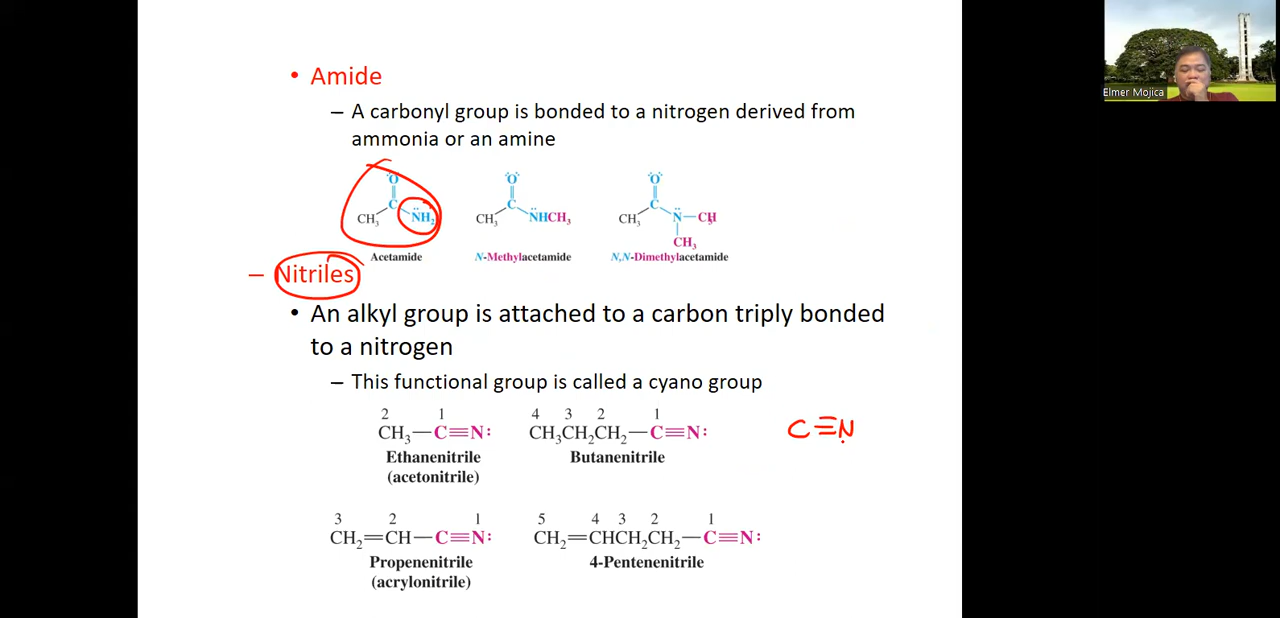 Elmer Mojica
• Amide
– A carbonyl group is bonded to a nitrogen derived from
ammonia or an amine
:O: :O: :O:
C C C
CH₃ N̈H₂ CH₃ N̈HCH₃ CH₃ N̈—CH₃
CH₃
Acetamide N-Methylacetamide N,N-Dimethylacetamide
– Nitriles
• An alkyl group is attached to a carbon triply bonded
to a nitrogen
– This functional group is called a cyano group
2 1 4 3 2 1
CH₃—C≡N: CH₃CH₂CH₂—C≡N: C≡N
Ethanenitrile Butanenitrile
(acetonitrile)
3 2 1 5 4 3 2 1
CH₂=CH—C≡N: CH₂=CHCH₂CH₂—C≡N:
Propenenitrile 4-Pentenenitrile
(acrylonitrile)